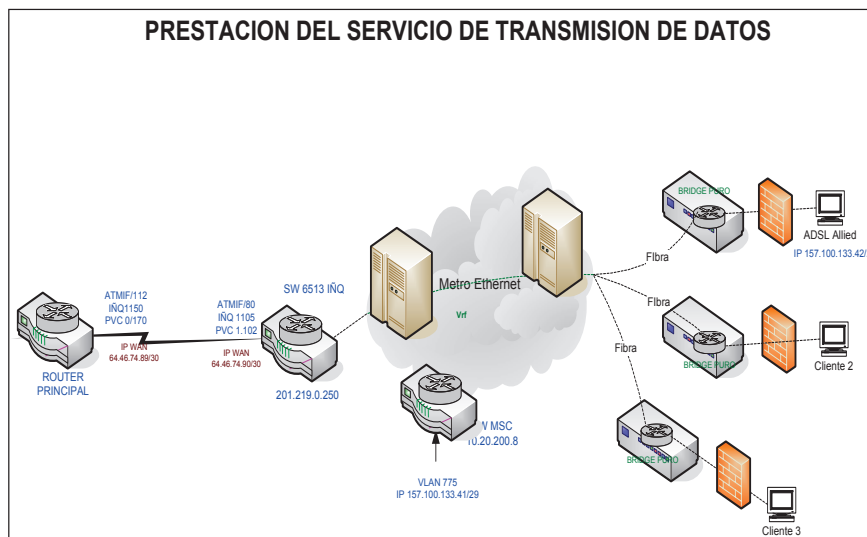 PRESTACION DEL SERVICIO DE TRANSMISION DE DATOS
ATMIF/112
IÑQ1150
PVC 0/170
IP WAN
64.46.74.89/30
ROUTER
PRINCIPAL
ATMIF/80
IÑQ 1105
PVC 1.102
IP WAN
64.46.74.90/30
SW 6513 IÑQ
201.219.0.250
Metro Ethernet
Vrf
W MSC
10.20.200.8
VLAN 775
IP 157.100.133.41/29
FIbra
FIbra
Fibra
BRIDGE PURO
ADSL Allied
IP 157.100.133.42/
BRIDGE PURO
Cliente 2
BRIDGE PURO
Cliente 3